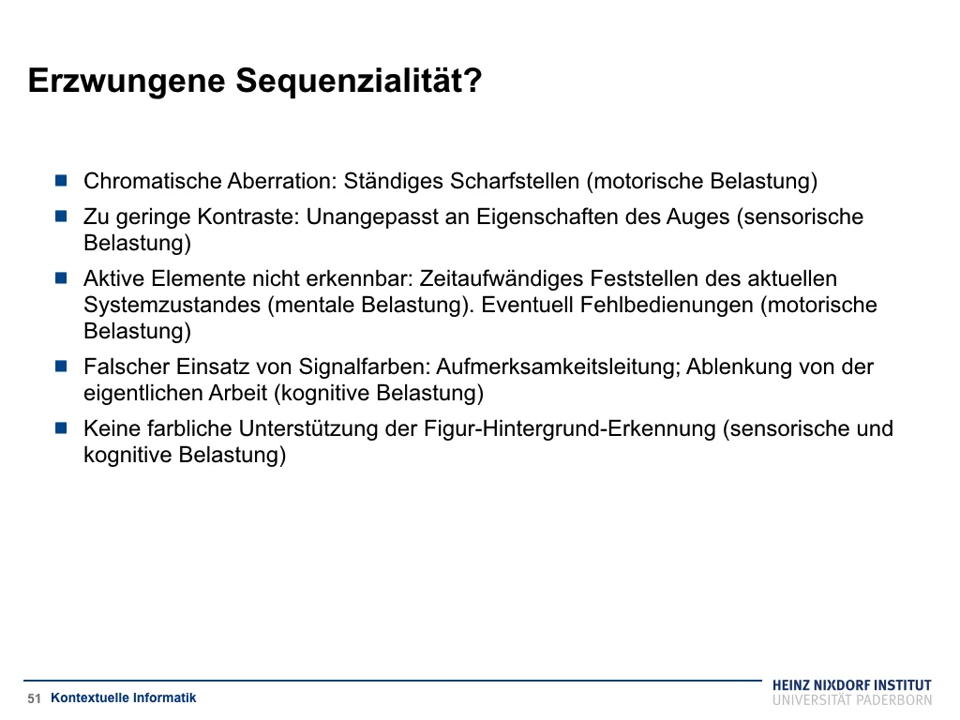 Erzwungene Sequenzialität?
Chromatische Aberration: Ständiges Scharfstellen (motorische Belastung)
Zu geringe Kontraste: Unangepasst an Eigenschaften des Auges (sensorische
Belastung)
Aktive Elemente nicht erkennbar: Zeitaufwändiges Feststellen des aktuellen
Systemzustandes (mentale Belastung). Eventuell Fehlbedienungen (motorische
Belastung)
Falscher Einsatz von Signalfarben: Aufmerksamkeitsleitung; Ablenkung von der
eigentlichen Arbeit (kognitive Belastung)
Keine farbliche Unterstützung der Figur-Hintergrund-Erkennung (sensorische und
kognitive Belastung)
51 Kontextuelle Informatik
HEINZ NIXDORF INSTITUT
UNIVERSITÄT PADERBORN